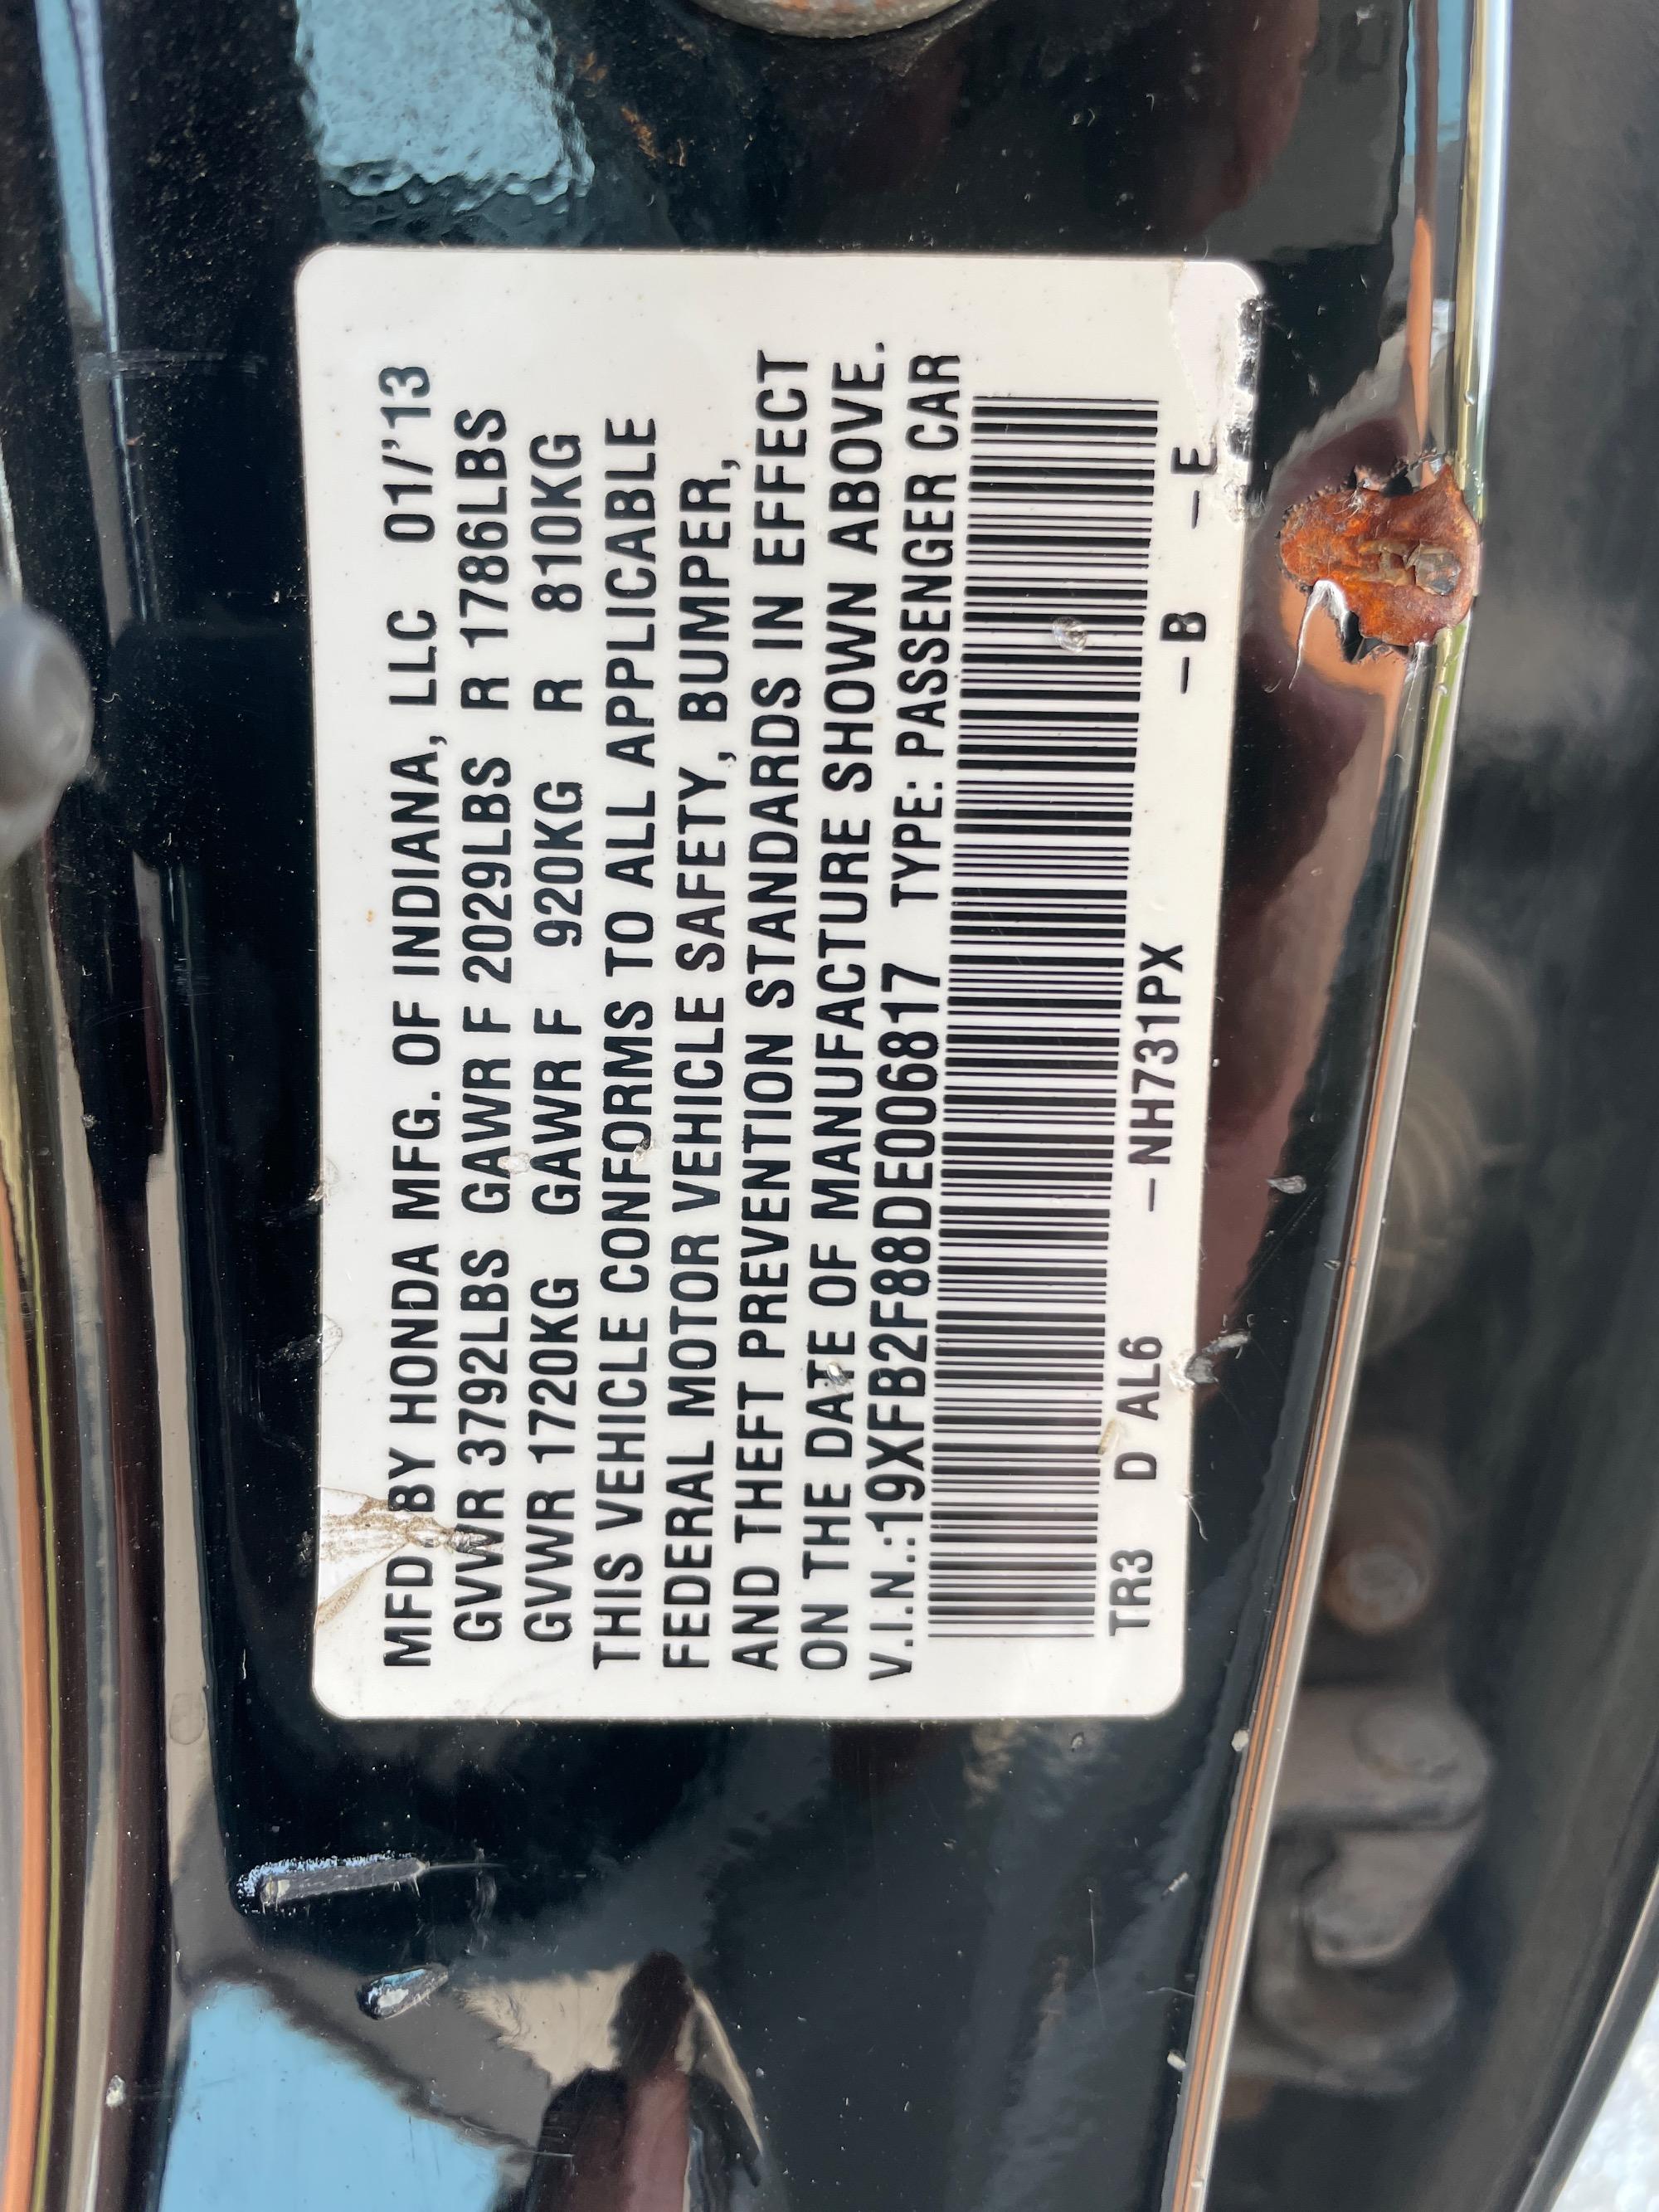 MFD BY HONDA MFG. OF INDIANA, LLC 01/'13
GVWR 3792LBS GAWR F 2029LBS R 1786LBS
GVWR 1720KG GAWR F 920KG R 810KG
THIS VEHICLE CONFORMS TO ALL APPLICABLE
FEDERAL MOTOR VEHICLE SAFETY, BUMPER,
AND THEFT PREVENTION STANDARDS IN EFFECT
ON THE DATE OF MANUFACTURE SHOWN ABOVE.
V.I.N.:19XFB2F88DE006817 TYPE: PASSENGER CAR
TR3 D AL6 –NH731PX –B –E